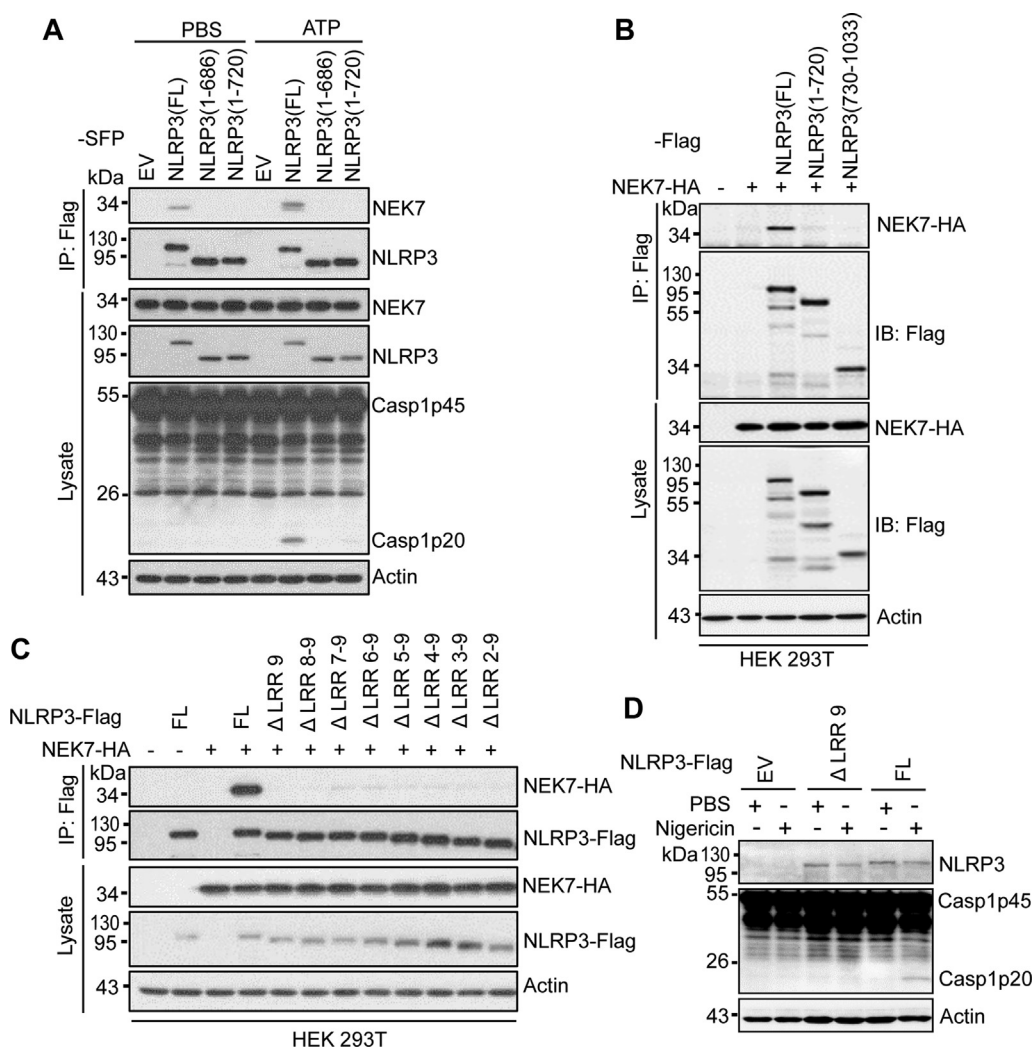 A
PBS ATP
-SFP EV NLRP3(FL) NLRP3(1-686) NLRP3(1-720) EV NLRP3(FL) NLRP3(1-686) NLRP3(1-720)
kDa
IP: Flag
34 NEK7
130
95 NLRP3
Lysate
34 NEK7
130
95 NLRP3
55 Casp1p45
26
Casp1p20
43 Actin
B
-Flag NLRP3(FL) NLRP3(1-720) NLRP3(730-1033)
NEK7-HA - + + + +
kDa
IP: Flag
34 NEK7-HA
130
95
55
IB: Flag
34
Lysate
34 NEK7-HA
130
95
55
IB: Flag
34
43 Actin
HEK 293T
C
NLRP3-Flag FL FL Δ LRR 9 Δ LRR 8-9 Δ LRR 7-9 Δ LRR 6-9 Δ LRR 5-9 Δ LRR 4-9 Δ LRR 3-9 Δ LRR 2-9
NEK7-HA - - + + + + + + + + + +
kDa
IP: Flag
34 NEK7-HA
130
95 NLRP3-Flag
Lysate
34 NEK7-HA
130
95 NLRP3-Flag
43 Actin
HEK 293T
D
NLRP3-Flag EV Δ LRR 9 FL
PBS + - + - + -
Nigericin - + - + - +
kDa 130
95 NLRP3
55 Casp1p45
26
Casp1p20
43 Actin